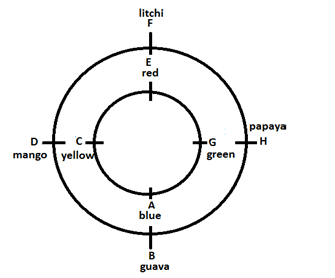 litchi
F
E
red
papaya
D C G H
mango yellow green
A
blue
B
guava